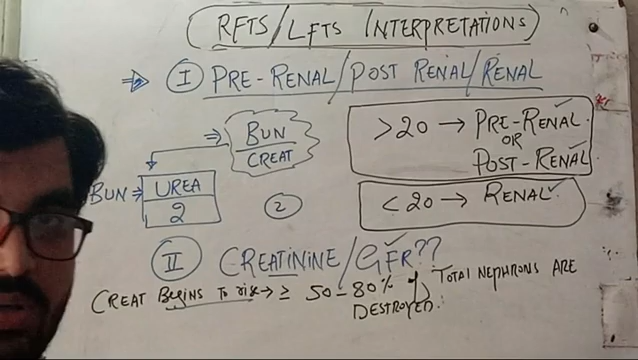 RFTS/LFTS INTERPRETATIONS
⇒ I PRE-RENAL/POST RENAL/RENAL
⇒ BUN
CREAT
>20 → PRE-RENAL ✓
OR
POST-RENAL ✓
BUN → UREA
2
2
<20 → RENAL ✓
II CREATININE/GFR??
CREAT Begins To rise → ≥ 50-80% of TOTAL NEPHRONS ARE
DESTROYED.